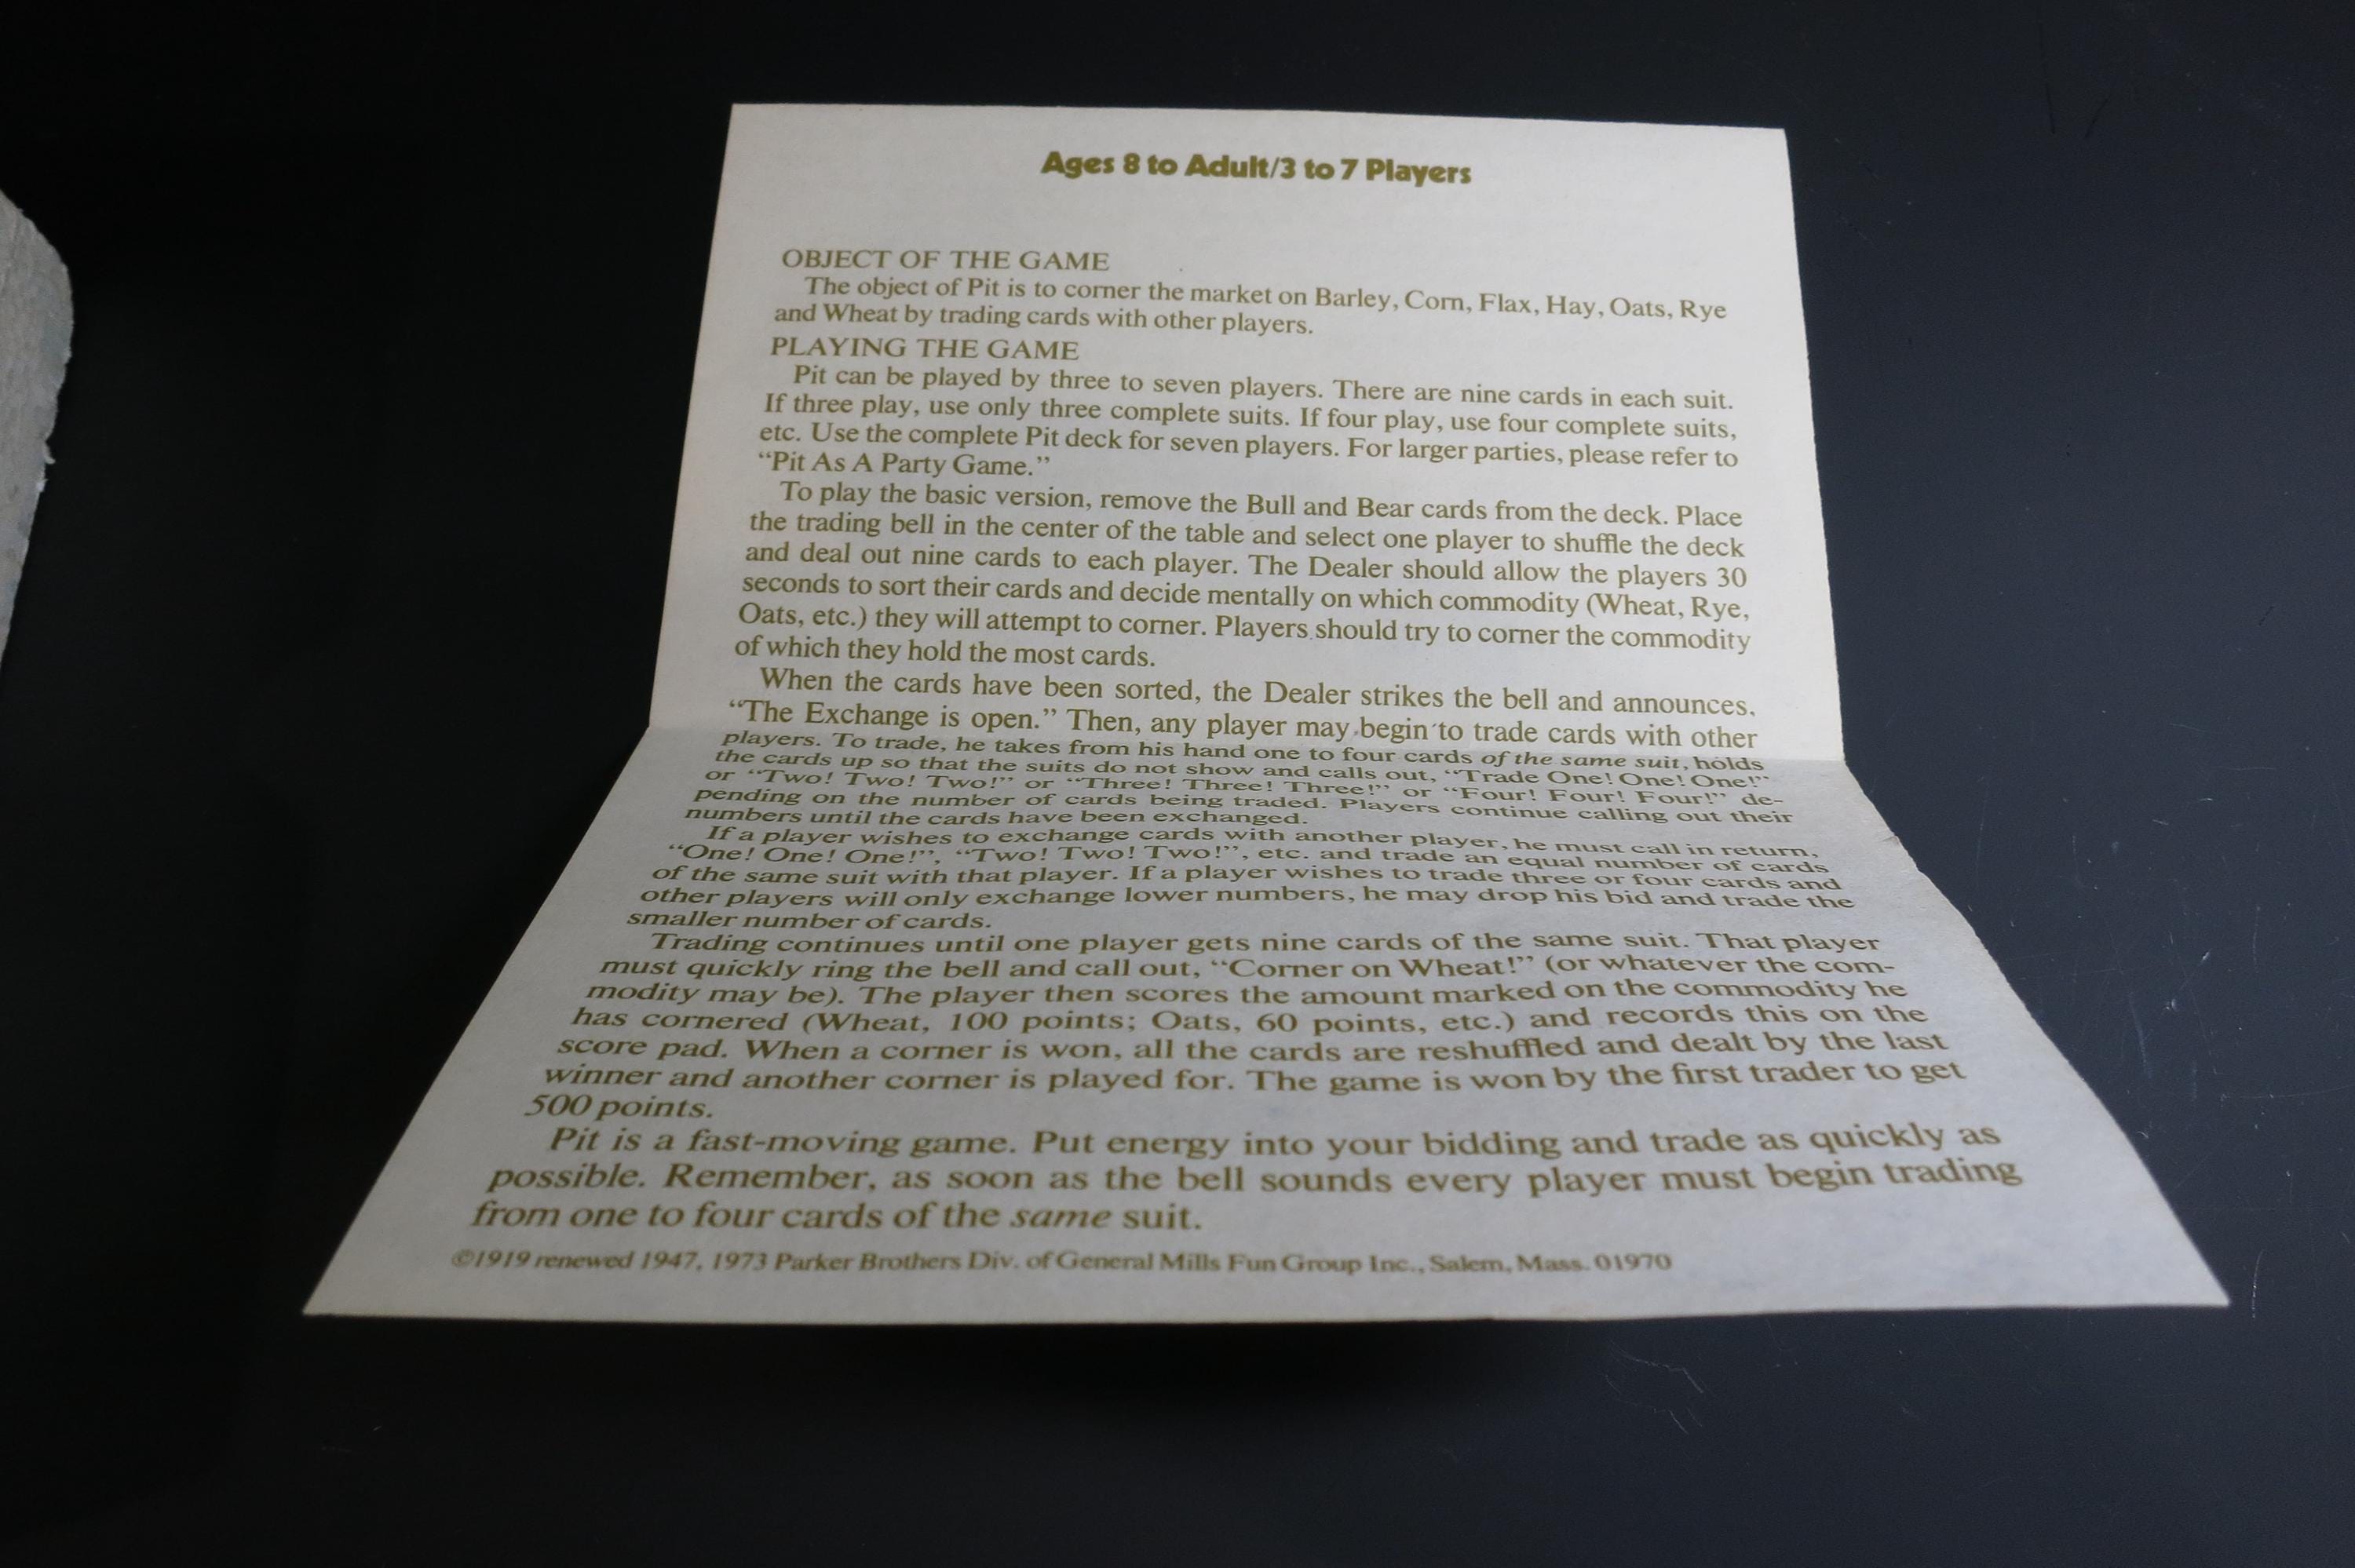 Ages 8 to Adult/3 to 7 Players
OBJECT OF THE GAME
The object of Pit is to corner the market on Barley, Corn, Flax, Hay, Oats, Rye
and Wheat by trading cards with other players.
PLAYING THE GAME
Pit can be played by three to seven players. There are nine cards in each suit.
If three play, use only three complete suits. If four play, use four complete suits,
etc. Use the complete Pit deck for seven players. For larger parties, please refer to
“Pit As A Party Game.”
To play the basic version, remove the Bull and Bear cards from the deck. Place
the trading bell in the center of the table and select one player to shuffle the deck
and deal out nine cards to each player. The Dealer should allow the players 30
seconds to sort their cards and decide mentally on which commodity (Wheat, Rye,
Oats, etc.) they will attempt to corner. Players should try to corner the commodity
of which they hold the most cards.
When the cards have been sorted, the Dealer strikes the bell and announces,
“The Exchange is open.” Then, any player may begin to trade cards with other
players. To trade, he takes from his hand one to four cards of the same suit, holds
the cards up so that the suits do not show and calls out, “Trade One! One! One!”
or “Two! Two! Two!” or “Three! Three! Three!” or “Four! Four! Four!” de-
pending on the number of cards being traded. Players continue calling out their
numbers until the cards have been exchanged.
If a player wishes to exchange cards with another player, he must call in return,
“One! One! One!”, “Two! Two! Two!”, etc. and trade an equal number of cards
of the same suit with that player. If a player wishes to trade three or four cards and
other players will only exchange lower numbers, he may drop his bid and trade the
smaller number of cards.
Trading continues until one player gets nine cards of the same suit. That player
must quickly ring the bell and call out, “Corner on Wheat!” (or whatever the com-
modity may be). The player then scores the amount marked on the commodity he
has cornered (Wheat, 100 points; Oats, 60 points, etc.) and records this on the
score pad. When a corner is won, all the cards are reshuffled and dealt by the last
winner and another corner is played for. The game is won by the first trader to get
500 points.
Pit is a fast-moving game. Put energy into your bidding and trade as quickly as
possible. Remember, as soon as the bell sounds every player must begin trading
from one to four cards of the same suit.
©1919 renewed 1947, 1973 Parker Brothers Div. of General Mills Fun Group Inc., Salem, Mass. 01970